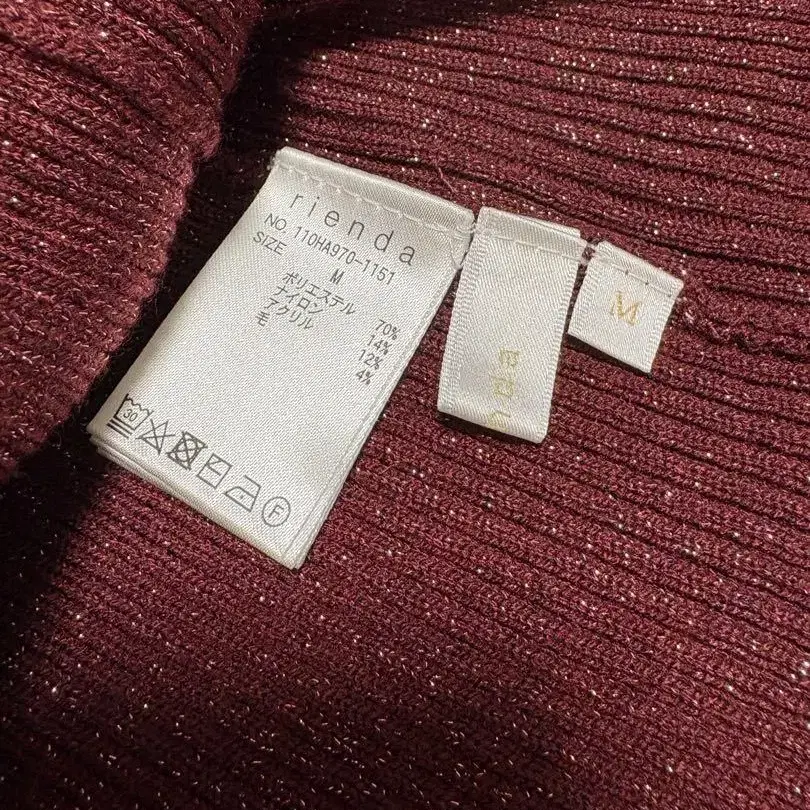 rienda
NO. 110HA970-1151
SIZE M
ポリエステル 70%
ナイロン 14%
アクリル 12%
毛 4%
30
F
nda
M